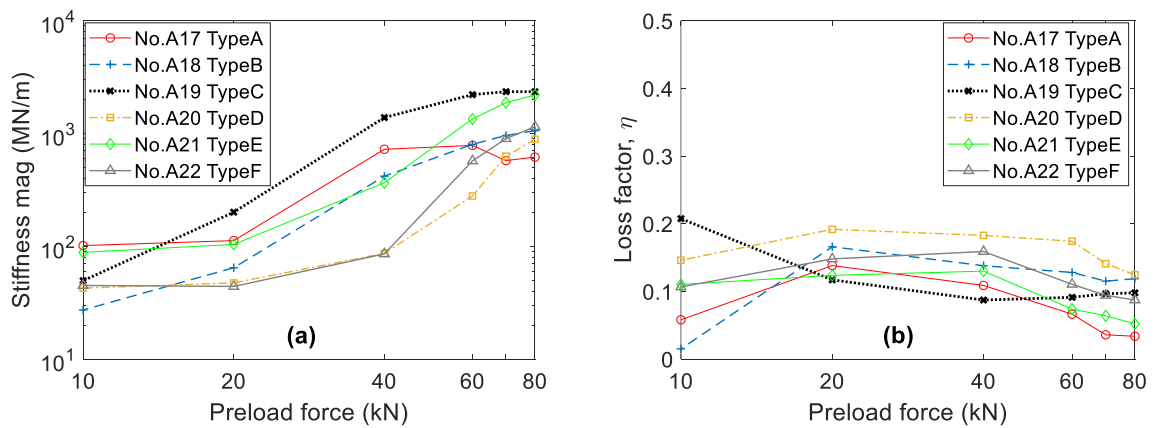 Stiffness mag (MN/m)
10^4
10^3
10^2
10^1
No.A17 TypeA
No.A18 TypeB
No.A19 TypeC
No.A20 TypeD
No.A21 TypeE
No.A22 TypeF
(a)
10 20 40 60 80
Preload force (kN)
Loss factor, η
0.5
0.4
0.3
0.2
0.1
0
No.A17 TypeA
No.A18 TypeB
No.A19 TypeC
No.A20 TypeD
No.A21 TypeE
No.A22 TypeF
(b)
10 20 40 60 80
Preload force (kN)